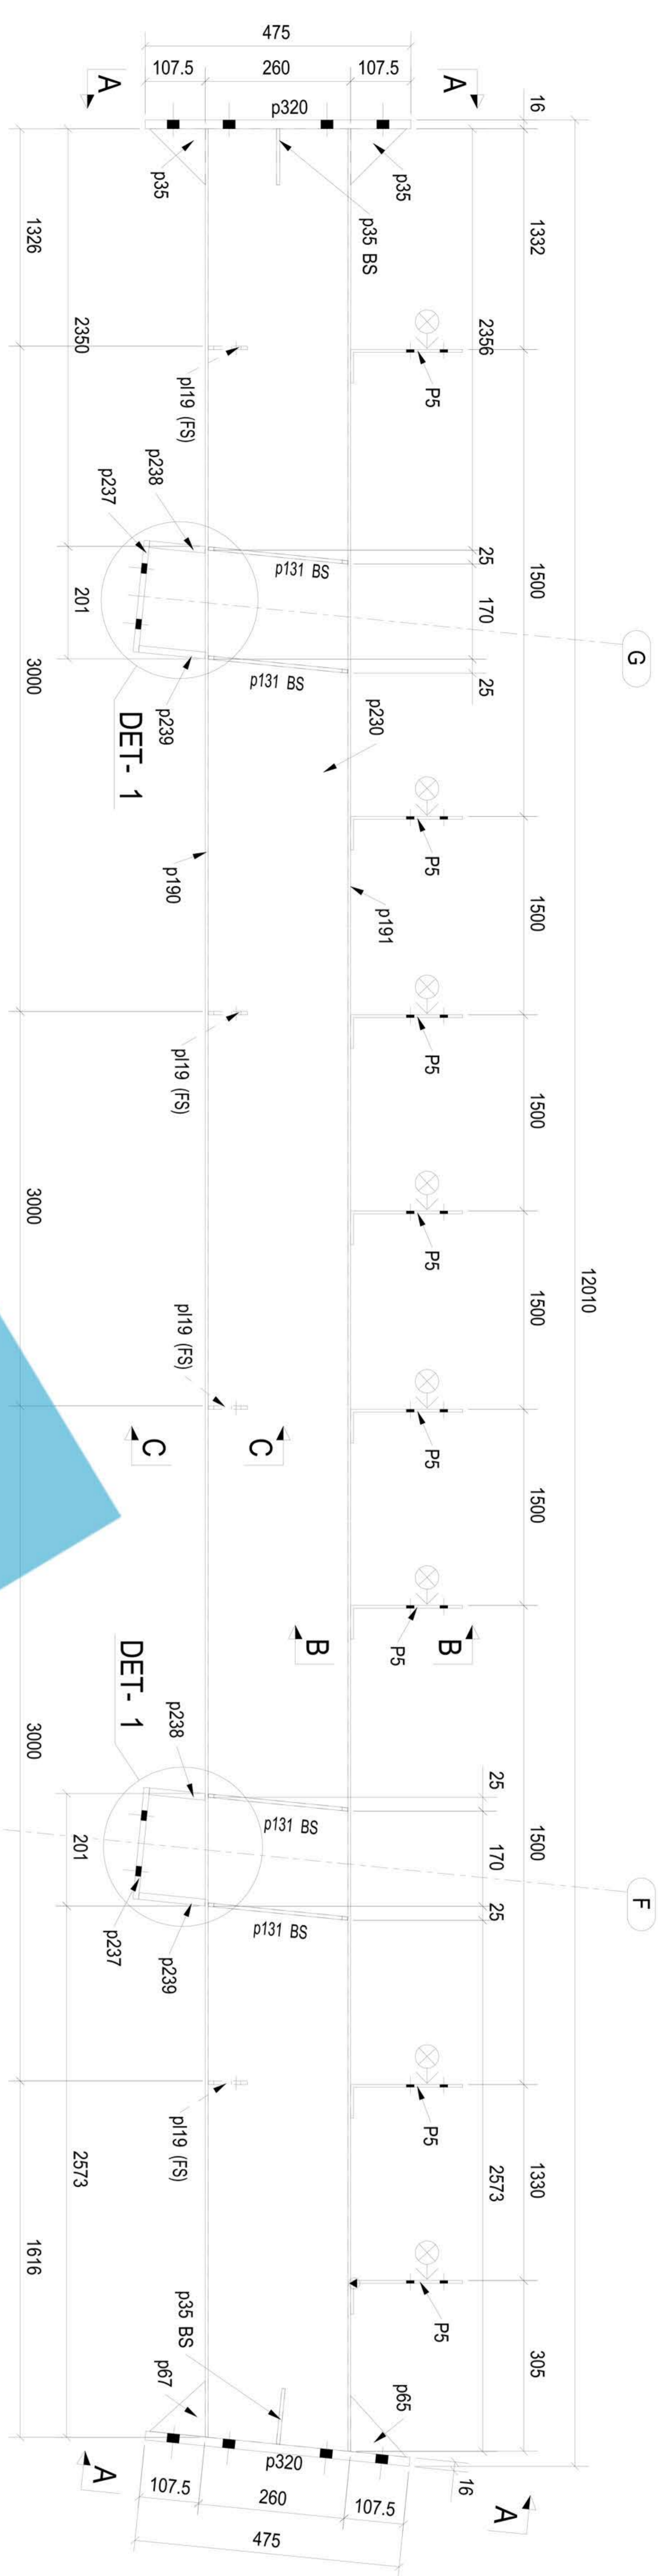 475
107.5 260 107.5
A A
p320
16
12010
p35 p35
p35 BS
1332
2356
1326
2350
pl19 (FS)
P5
1500
p238
p237
p131 BS
25
170
25
201
3000
G
p131 BS
p239
DET- 1
p230
p190
p191
P5
1500
pl19 (FS)
P5
1500
3000
P5
1500
pl19 (FS)
C C
P5
1500
B B
P5
DET- 1
p238
3000
25
170
25
1500
p131 BS
201
F
p131 BS
p237
p239
P5
pl19 (FS)
2573
1330
2573
1616
P5
p35 BS
305
p67
p65
p320
16
A A
107.5 260 107.5
475